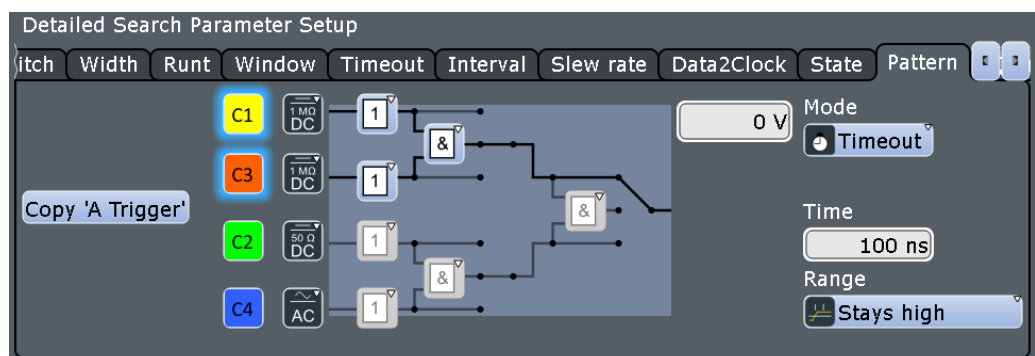 Detailed Search Parameter Setup
itch Width Runt Window Timeout Interval Slew rate Data2Clock State Pattern
C1 1 MΩ DC 1 0 V Mode
& Timeout
C3 1 MΩ DC 1
Copy 'A Trigger' & Time
C2 50 Ω DC 1 100 ns
& Range
C4 AC 1 Stays high